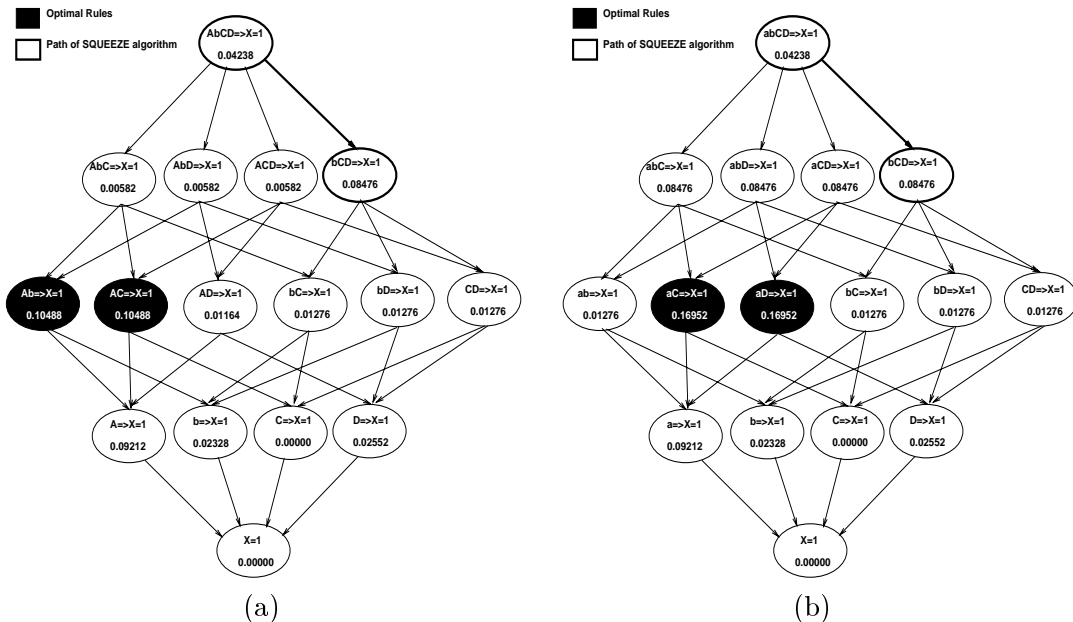 Optimal Rules
Path of SQUEEZE algorithm
AbCD=>X=1
0.04238
AbC=>X=1
0.00582
AbD=>X=1
0.00582
ACD=>X=1
0.00582
bCD=>X=1
0.08476
Ab=>X=1
0.10488
AC=>X=1
0.10488
AD=>X=1
0.01164
bC=>X=1
0.01276
bD=>X=1
0.01276
CD=>X=1
0.01276
A=>X=1
0.09212
b=>X=1
0.02328
C=>X=1
0.00000
D=>X=1
0.02552
X=1
0.00000
(a)
Optimal Rules
Path of SQUEEZE algorithm
abCD=>X=1
0.04238
abC=>X=1
0.08476
abD=>X=1
0.08476
aCD=>X=1
0.08476
bCD=>X=1
0.08476
ab=>X=1
0.01276
aC=>X=1
0.16952
aD=>X=1
0.16952
bC=>X=1
0.01276
bD=>X=1
0.01276
CD=>X=1
0.01276
a=>X=1
0.09212
b=>X=1
0.02328
C=>X=1
0.00000
D=>X=1
0.02552
X=1
0.00000
(b)